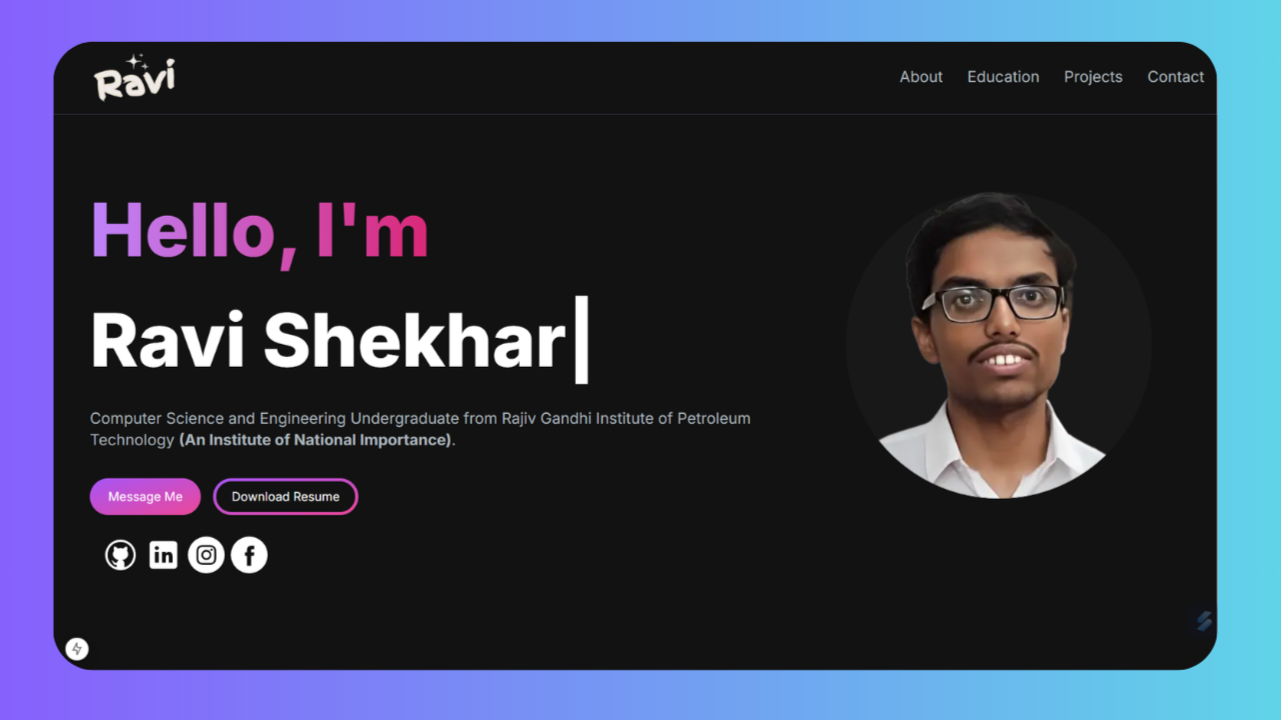 Ravi
About Education Projects Contact
Hello, I'm
Ravi Shekhar
Computer Science and Engineering Undergraduate from Rajiv Gandhi Institute of Petroleum
Technology (An Institute of National Importance).
Message Me Download Resume
in f